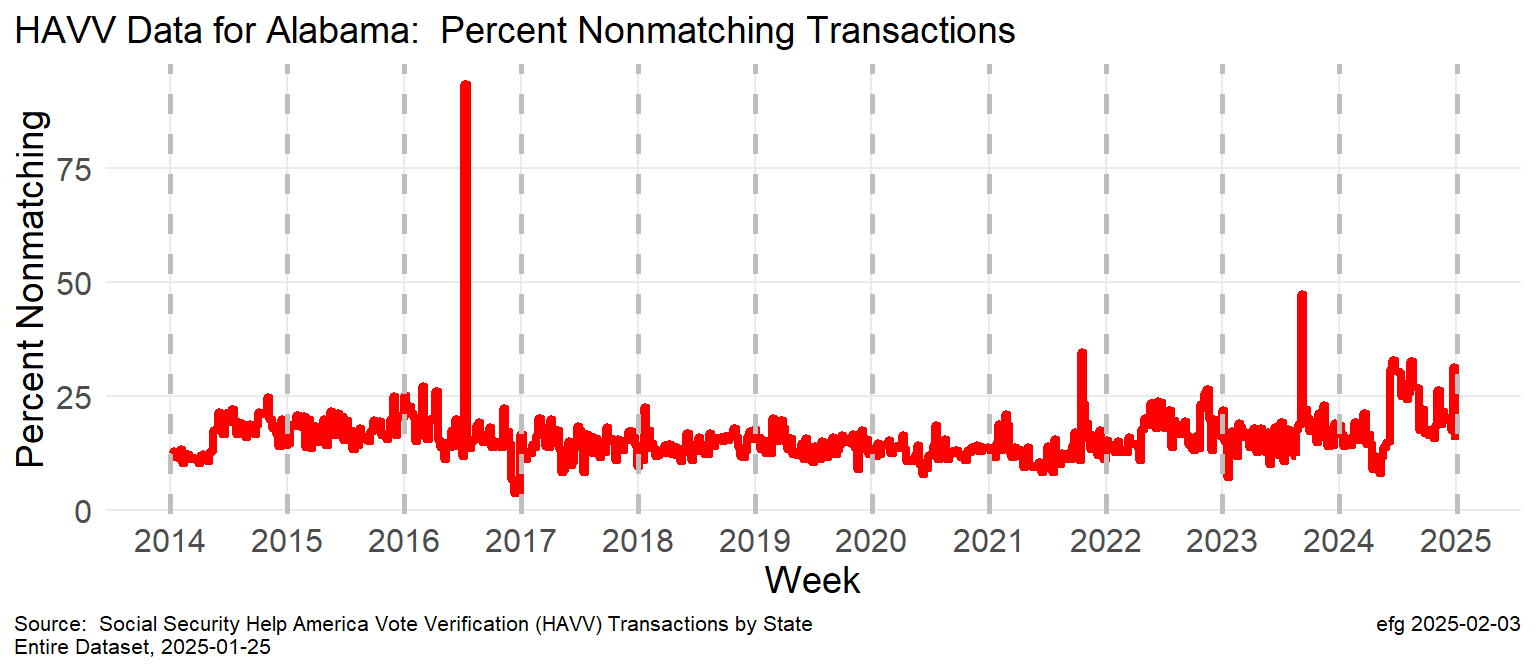 HAVV Data for Alabama:  Percent Nonmatching Transactions
Percent Nonmatching
75
50
25
0
2014 2015 2016 2017 2018 2019 2020 2021 2022 2023 2024 2025
Week
Source:  Social Security Help America Vote Verification (HAVV) Transactions by State
efg 2025-02-03
Entire Dataset, 2025-01-25